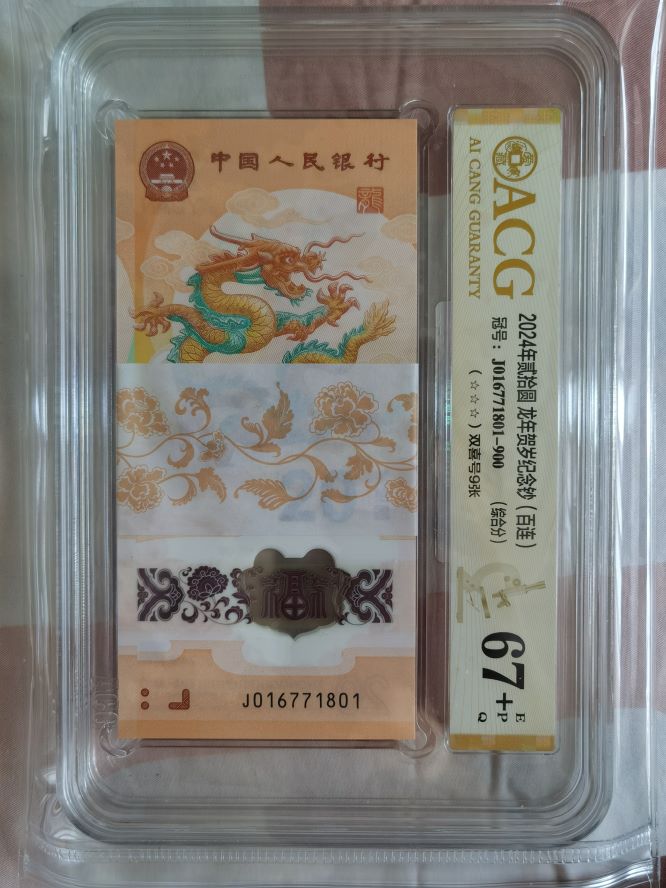 中国人民银行
龍
福
J016771801
ACG
AI CANG GUARANTY
2024年贰拾圆 龙年贺岁纪念钞（百连）
冠号：J016771801-900 （综合分）
（☆☆☆）双喜号9张
67+
E
P
Q